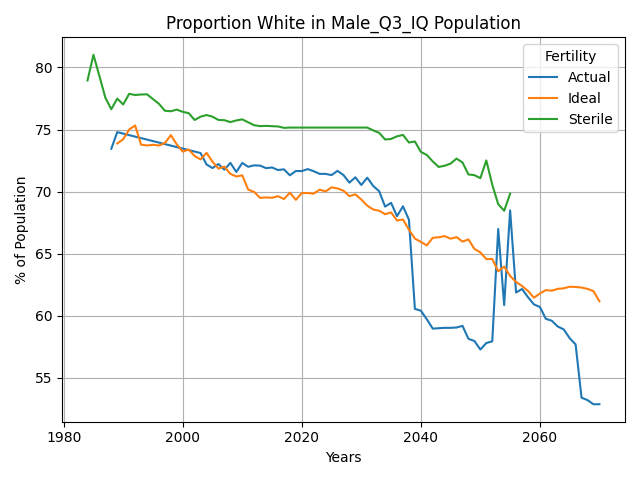 Proportion White in Male_Q3_IQ Population
% of Population
80
75
70
65
60
55
1980
2000
2020
2040
2060
Years
Fertility
Actual
Ideal
Sterile